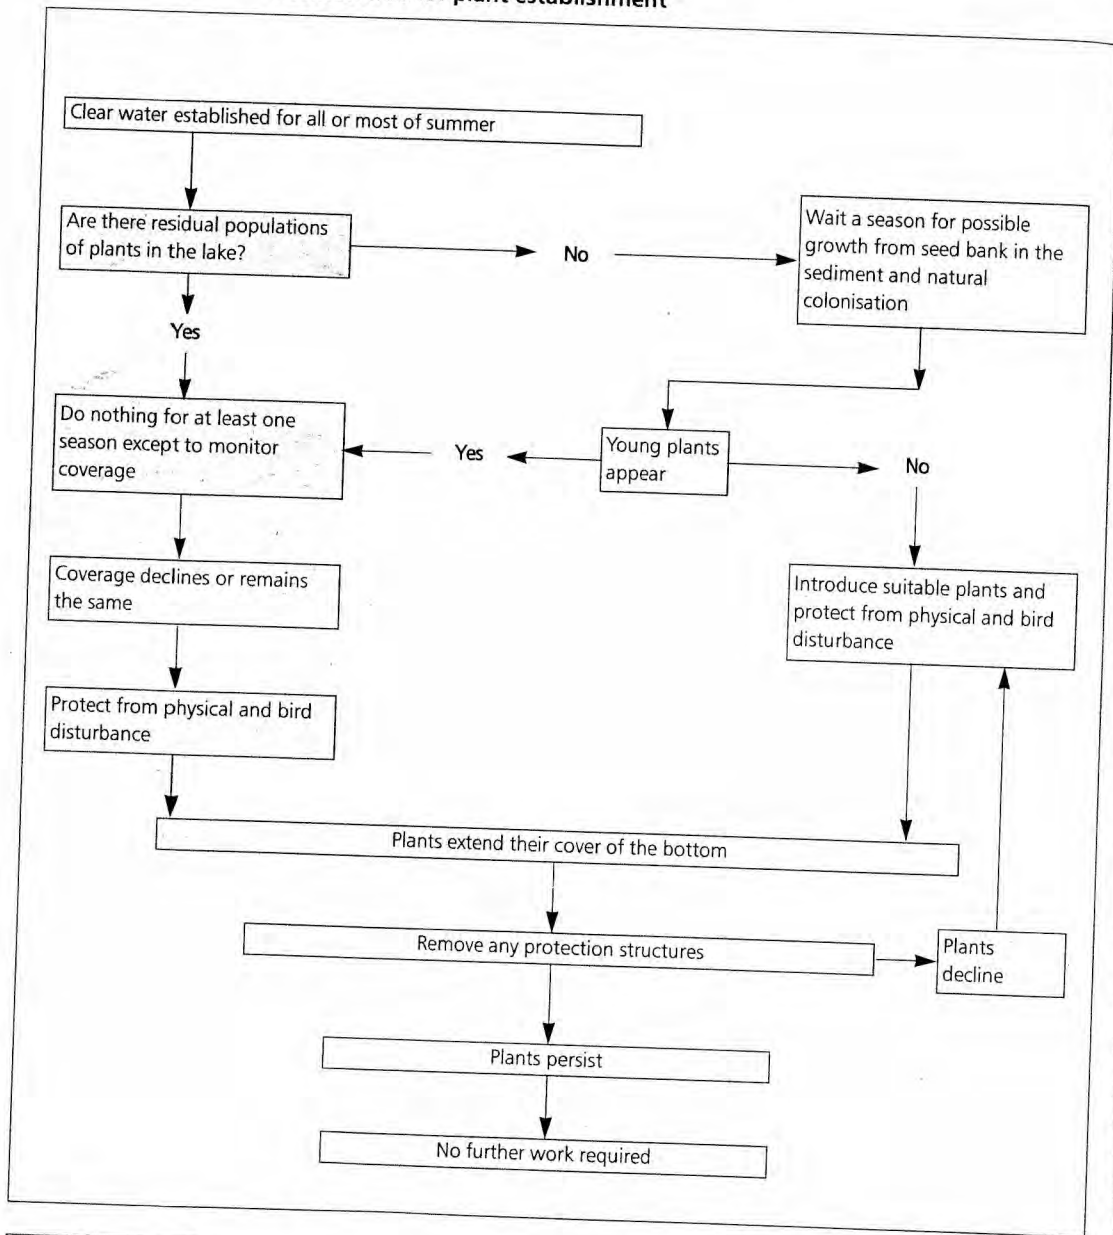 plant establishment
Clear water established for all or most of summer
Are there residual populations
of plants in the lake?
No
Wait a season for possible
growth from seed bank in the
sediment and natural
colonisation
Yes
Do nothing for at least one
season except to monitor
coverage
Yes
Young plants
appear
No
Coverage declines or remains
the same
Introduce suitable plants and
protect from physical and bird
disturbance
Protect from physical and bird
disturbance
Plants extend their cover of the bottom
Remove any protection structures
Plants
decline
Plants persist
No further work required